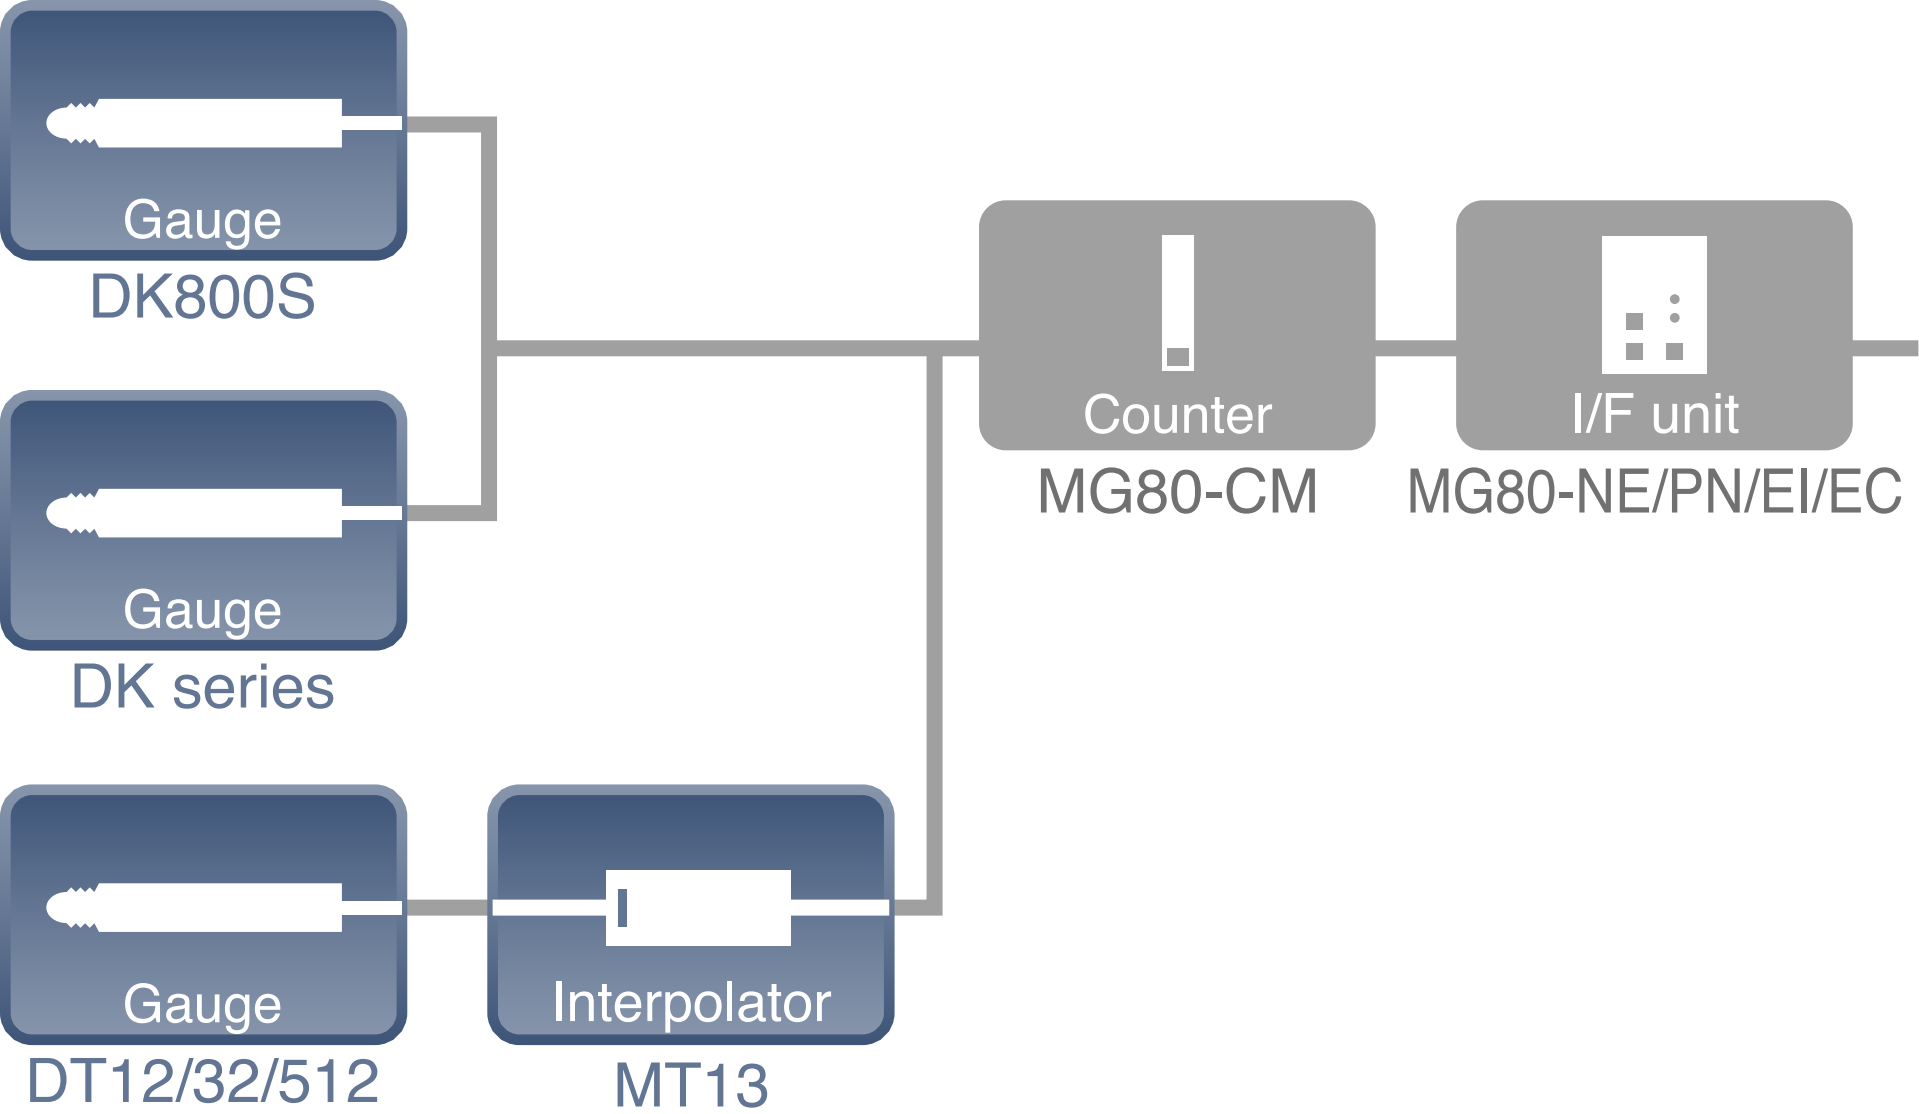 Gauge
DK800S
Gauge
DK series
Gauge
DT12/32/512
Interpolator
MT13
Counter
MG80-CM
I/F unit
MG80-NE/PN/EI/EC